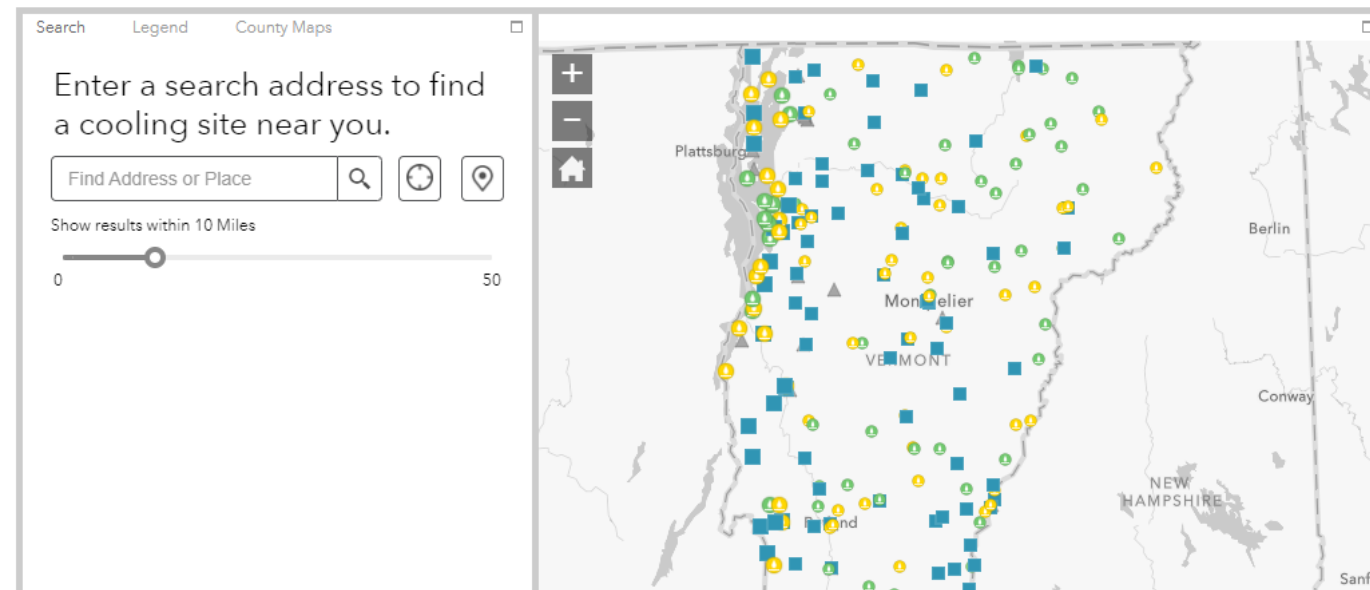 Search Legend County Maps
Enter a search address to find
a cooling site near you.
Find Address or Place
Show results within 10 Miles
0 50
+
−
Plattsburg
Berlin
Montpelier
VERMONT
Conway
NEW
HAMPSHIRE